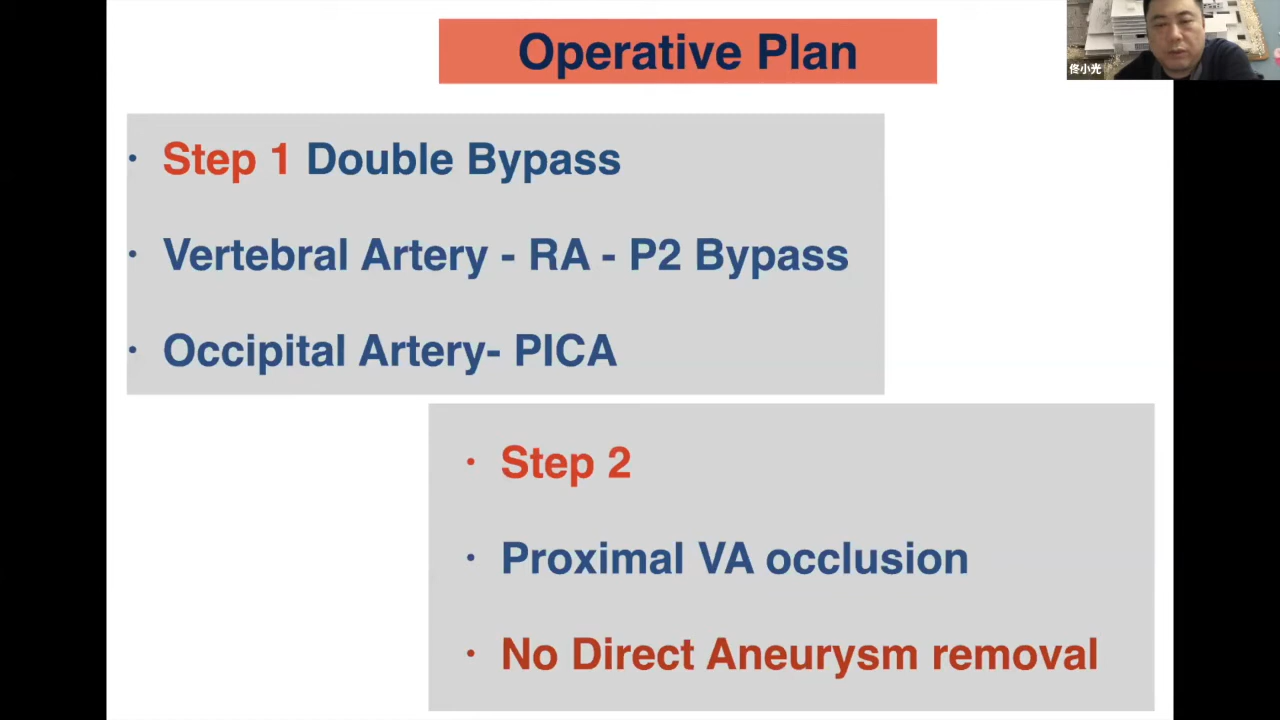 Operative Plan
佟小光
· Step 1 Double Bypass
· Vertebral Artery - RA - P2 Bypass
· Occipital Artery- PICA
· Step 2
· Proximal VA occlusion
· No Direct Aneurysm removal